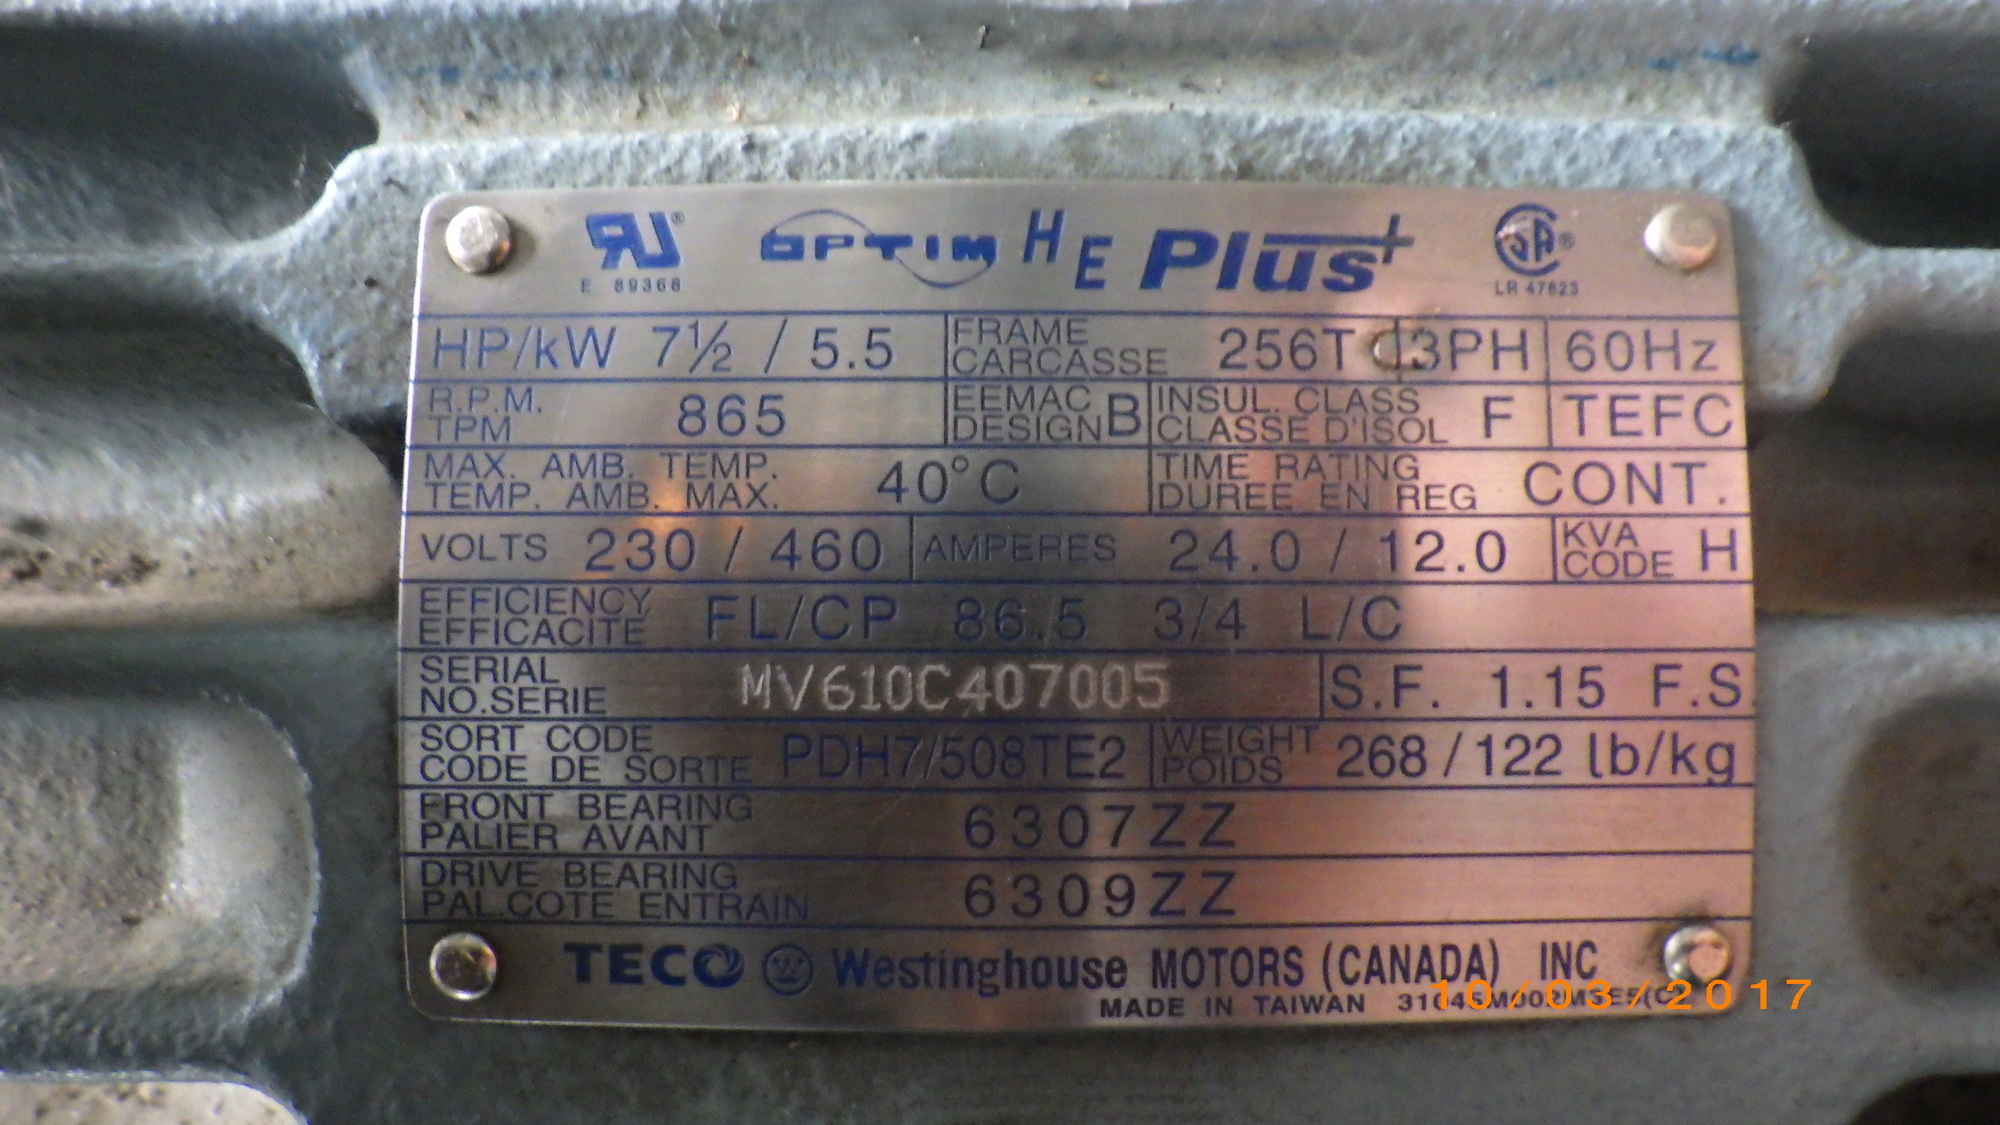 RU®
E 89368
OPTIM HE Plus+
SA®
LR 47823
HP/kW 7½ / 5.5 FRAME CARCASSE 256T 3PH 60Hz
R.P.M. TPM 865 EEMAC DESIGN B INSUL. CLASS CLASSE D'ISOL F TEFC
MAX. AMB. TEMP. TEMP. AMB. MAX. 40°C TIME RATING DUREE EN REG CONT.
VOLTS 230 / 460 AMPERES 24.0 / 12.0 KVA CODE H
EFFICIENCY EFFICACITE FL/CP 86.5 3/4 L/C
SERIAL NO.SERIE MV610C407005 S.F. 1.15 F.S.
SORT CODE CODE DE SORTE PDH7/508TE2 WEIGHT POIDS 268/122 lb/kg
FRONT BEARING PALIER AVANT 6307ZZ
DRIVE BEARING PAL.COTE ENTRAIN 6309ZZ
TECO W Westinghouse MOTORS (CANADA) INC
MADE IN TAIWAN
10/03/2017